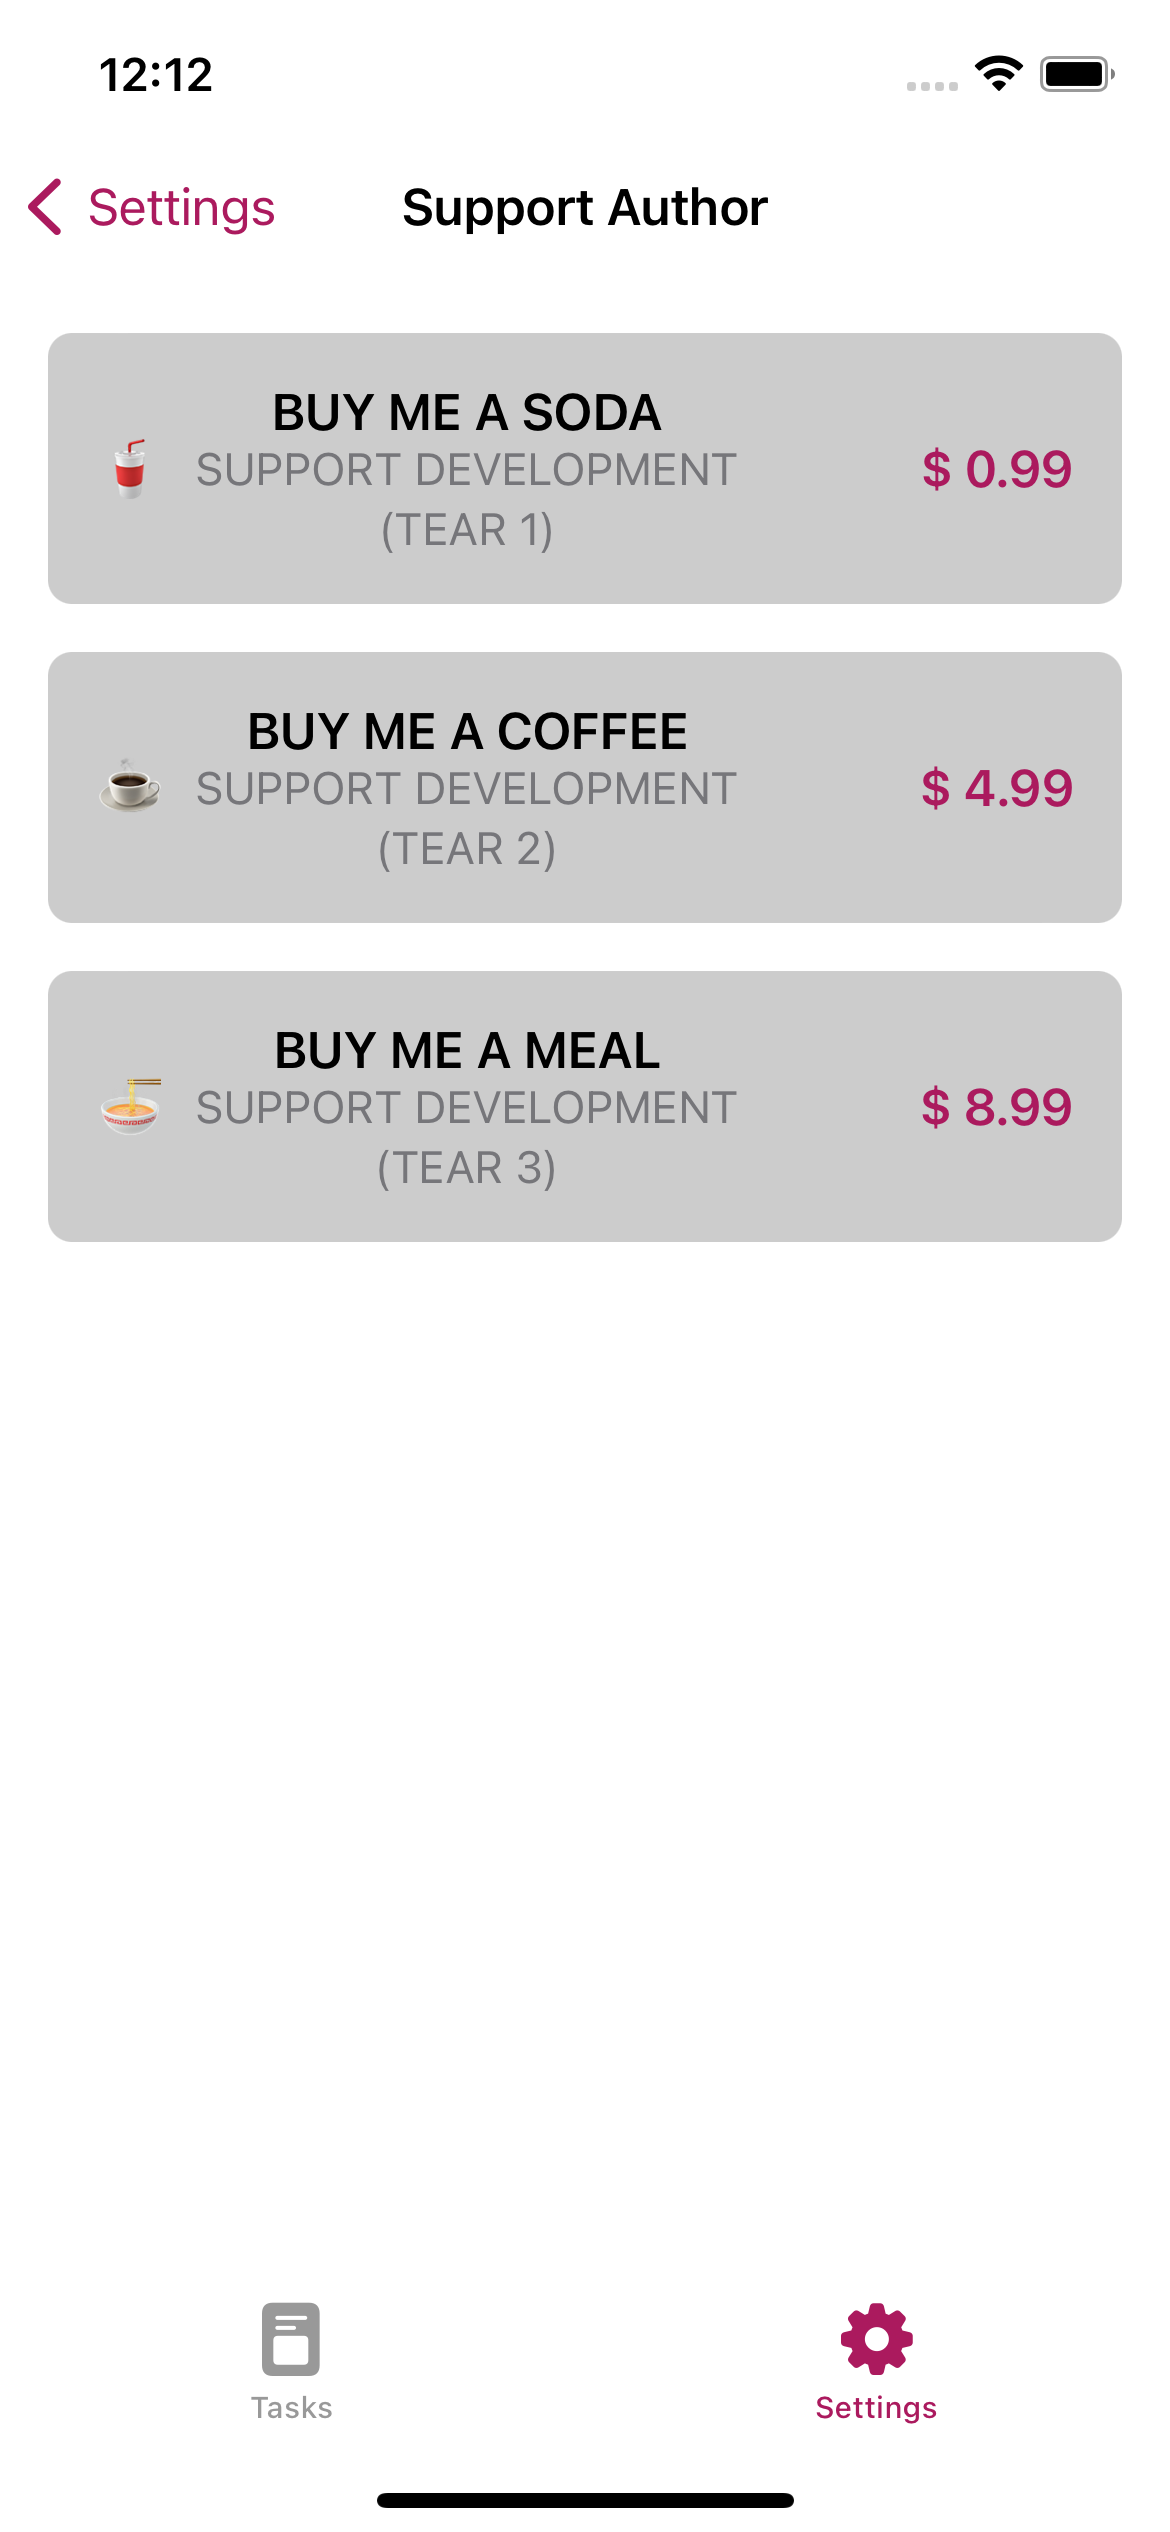 12:12
Settings
Support Author
BUY ME A SODA
SUPPORT DEVELOPMENT
(TEAR 1)
$ 0.99
BUY ME A COFFEE
SUPPORT DEVELOPMENT
(TEAR 2)
$ 4.99
BUY ME A MEAL
SUPPORT DEVELOPMENT
(TEAR 3)
$ 8.99
Tasks
Settings